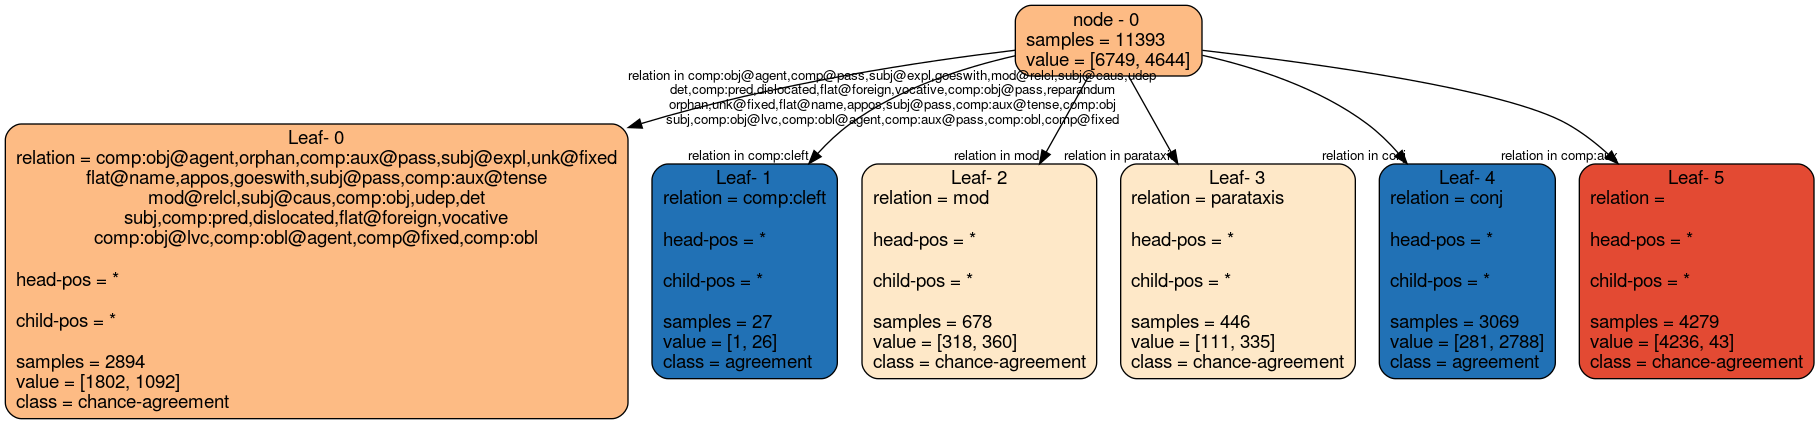 node - 0
samples = 11393
value = [6749, 4644]
relation in comp:obj@agent,comp@pass,subj@expl,goeswith,mod@relcl,subj@caus,udep
det,comp:pred,dislocated,flat@foreign,vocative,comp:obj@pass,reparandum
orphan,unk@fixed,flat@name,appos,subj@pass,comp:aux@tense,comp:obj
subj,comp:obj@lvc,comp:obl@agent,comp:aux@pass,comp:obl,comp@fixed
relation in comp:cleft
relation in mod
relation in parataxis
relation in conj
relation in comp:aux
Leaf- 0
relation = comp:obj@agent,orphan,comp:aux@pass,subj@expl,unk@fixed
flat@name,appos,goeswith,subj@pass,comp:aux@tense
mod@relcl,subj@caus,comp:obj,udep,det
subj,comp:pred,dislocated,flat@foreign,vocative
comp:obj@lvc,comp:obl@agent,comp@fixed,comp:obl
head-pos = *
child-pos = *
samples = 2894
value = [1802, 1092]
class = chance-agreement
Leaf- 1
relation = comp:cleft
head-pos = *
child-pos = *
samples = 27
value = [1, 26]
class = agreement
Leaf- 2
relation = mod
head-pos = *
child-pos = *
samples = 678
value = [318, 360]
class = chance-agreement
Leaf- 3
relation = parataxis
head-pos = *
child-pos = *
samples = 446
value = [111, 335]
class = chance-agreement
Leaf- 4
relation = conj
head-pos = *
child-pos = *
samples = 3069
value = [281, 2788]
class = agreement
Leaf- 5
relation =
head-pos = *
child-pos = *
samples = 4279
value = [4236, 43]
class = chance-agreement